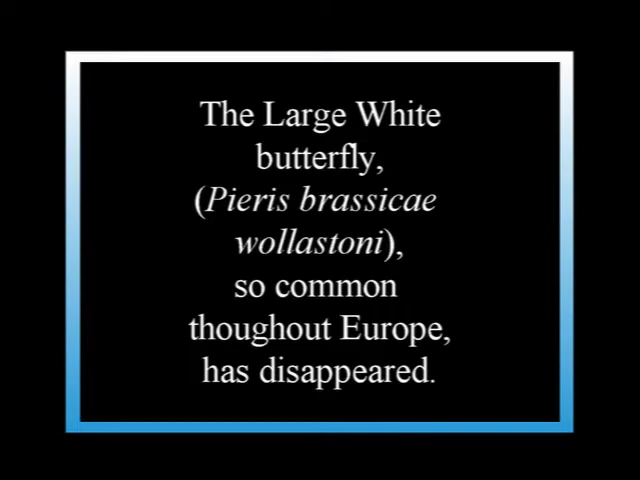 The Large White
butterfly,
(Pieris brassicae
wollastoni),
so common
thoughout Europe,
has disappeared.